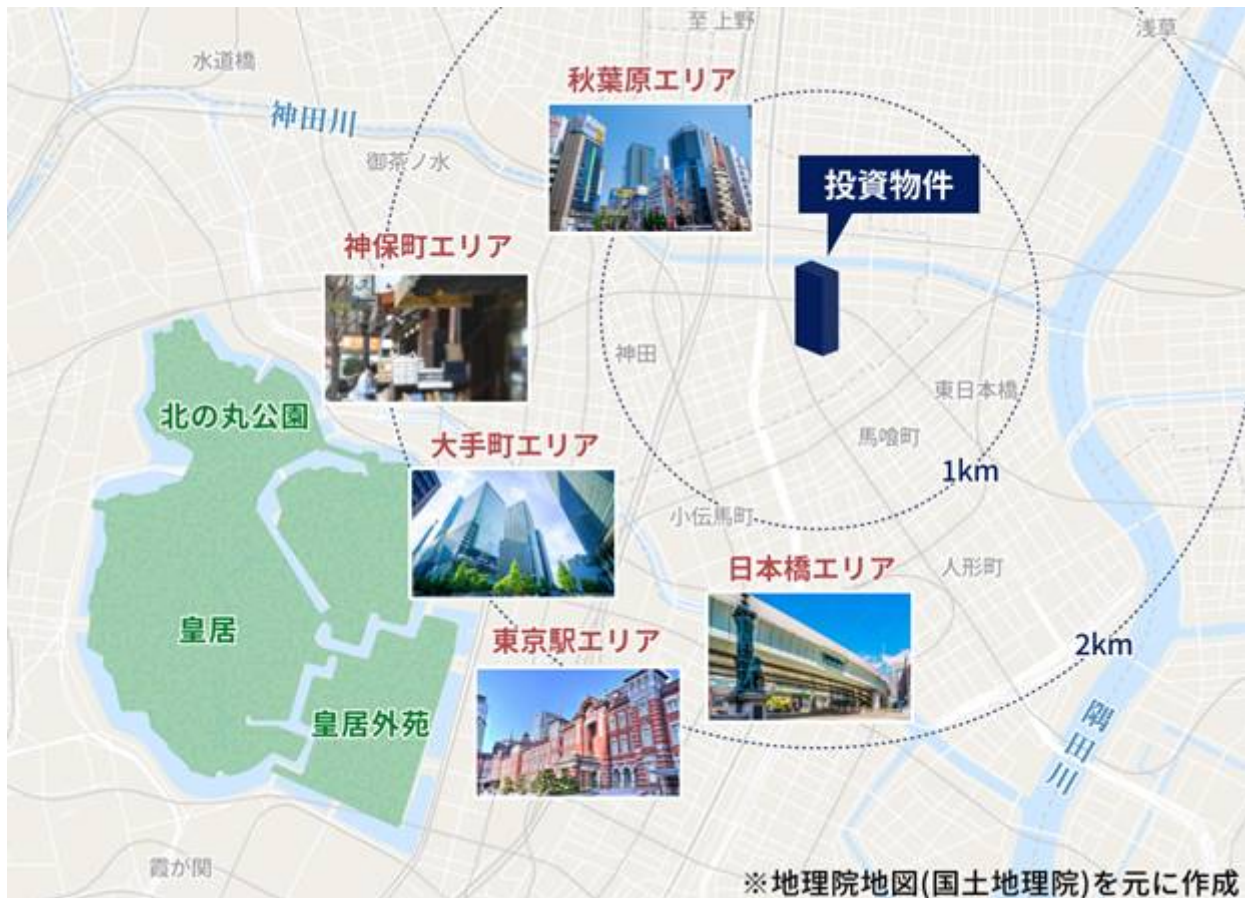 至 上野
浅草
水道橋
秋葉原エリア
神田川
御茶ノ水
投資物件
神保町エリア
神田
東日本橋
北の丸公園
馬喰町
大手町エリア
1km
小伝馬町
日本橋エリア
人形町
皇居
東京駅エリア
2km
皇居外苑
隅田川
霞が関
※地理院地図(国土地理院)を元に作成